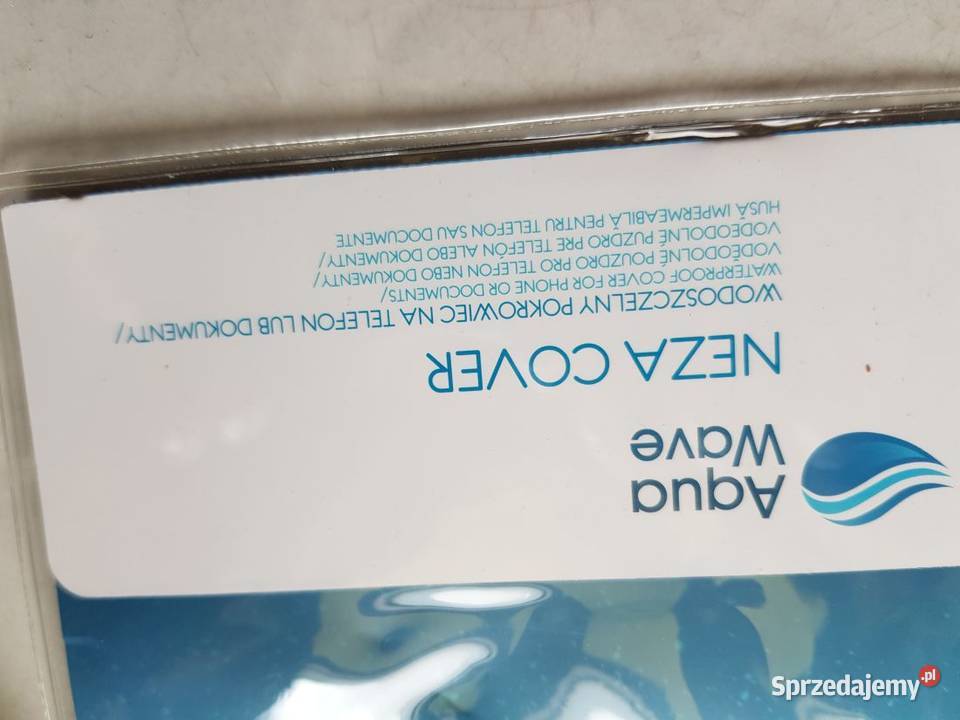 Aqua
Wave
NEZA COVER
WODOSZCZELNY POKROWIEC NA TELEFON LUB DOKUMENTY/
WATERPROOF COVER FOR PHONE OR DOCUMENTS/
VODĚODOLNÉ POUZDRO PRO TELEFON NEBO DOKUMENTY/
VODEODOLNÉ PUZDRO PRE TELEFÓN ALEBO DOKUMENTY/
HUSĂ IMPERMEABILĂ PENTRU TELEFON SAU DOCUMENTE
Sprzedajemy.pl